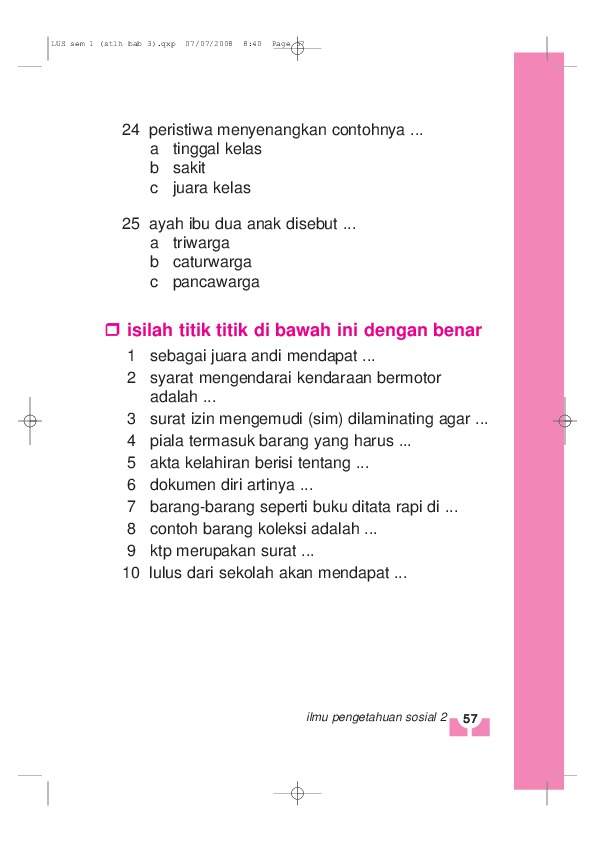 LUS sem 1 (stlh bab 3).qxp 07/07/2008 8:40 Page 57
24 peristiwa menyenangkan contohnya ...
a tinggal kelas
b sakit
c juara kelas
25 ayah ibu dua anak disebut ...
a triwarga
b caturwarga
c pancawarga
❒ isilah titik titik di bawah ini dengan benar
1 sebagai juara andi mendapat ...
2 syarat mengendarai kendaraan bermotor
adalah ...
3 surat izin mengemudi (sim) dilaminating agar ...
4 piala termasuk barang yang harus ...
5 akta kelahiran berisi tentang ...
6 dokumen diri artinya ...
7 barang-barang seperti buku ditata rapi di ...
8 contoh barang koleksi adalah ...
9 ktp merupakan surat ...
10 lulus dari sekolah akan mendapat ...
ilmu pengetahuan sosial 2 57